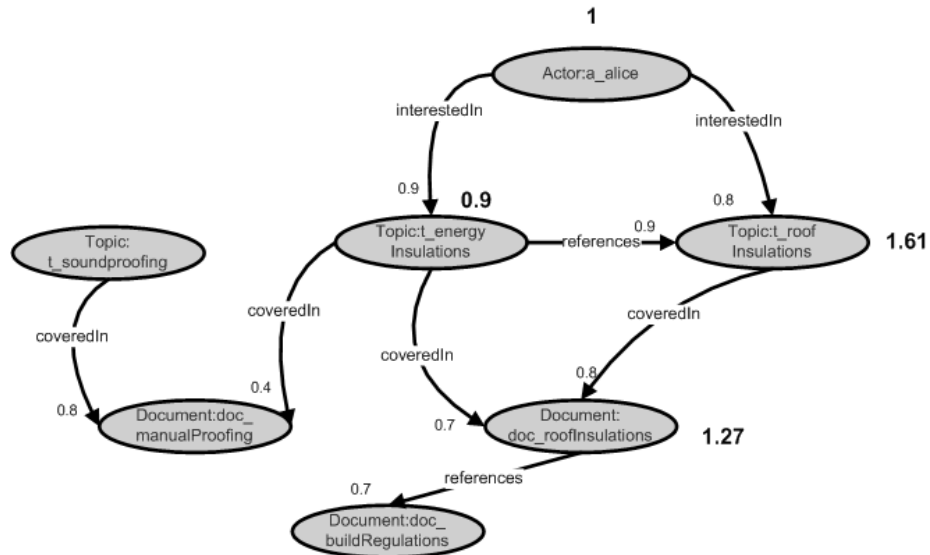 1
Actor:a_alice
interestedIn
interestedIn
0.9
0.9
0.8
Topic:
t_soundproofing
Topic:t_energy
Insulations
references
0.9
Topic:t_roof
Insulations
1.61
coveredIn
coveredIn
coveredIn
coveredIn
0.8
0.4
0.7
0.8
Document:doc_
manualProofing
Document:
doc_roofInsulations
1.27
references
0.7
Document:doc_
buildRegulations